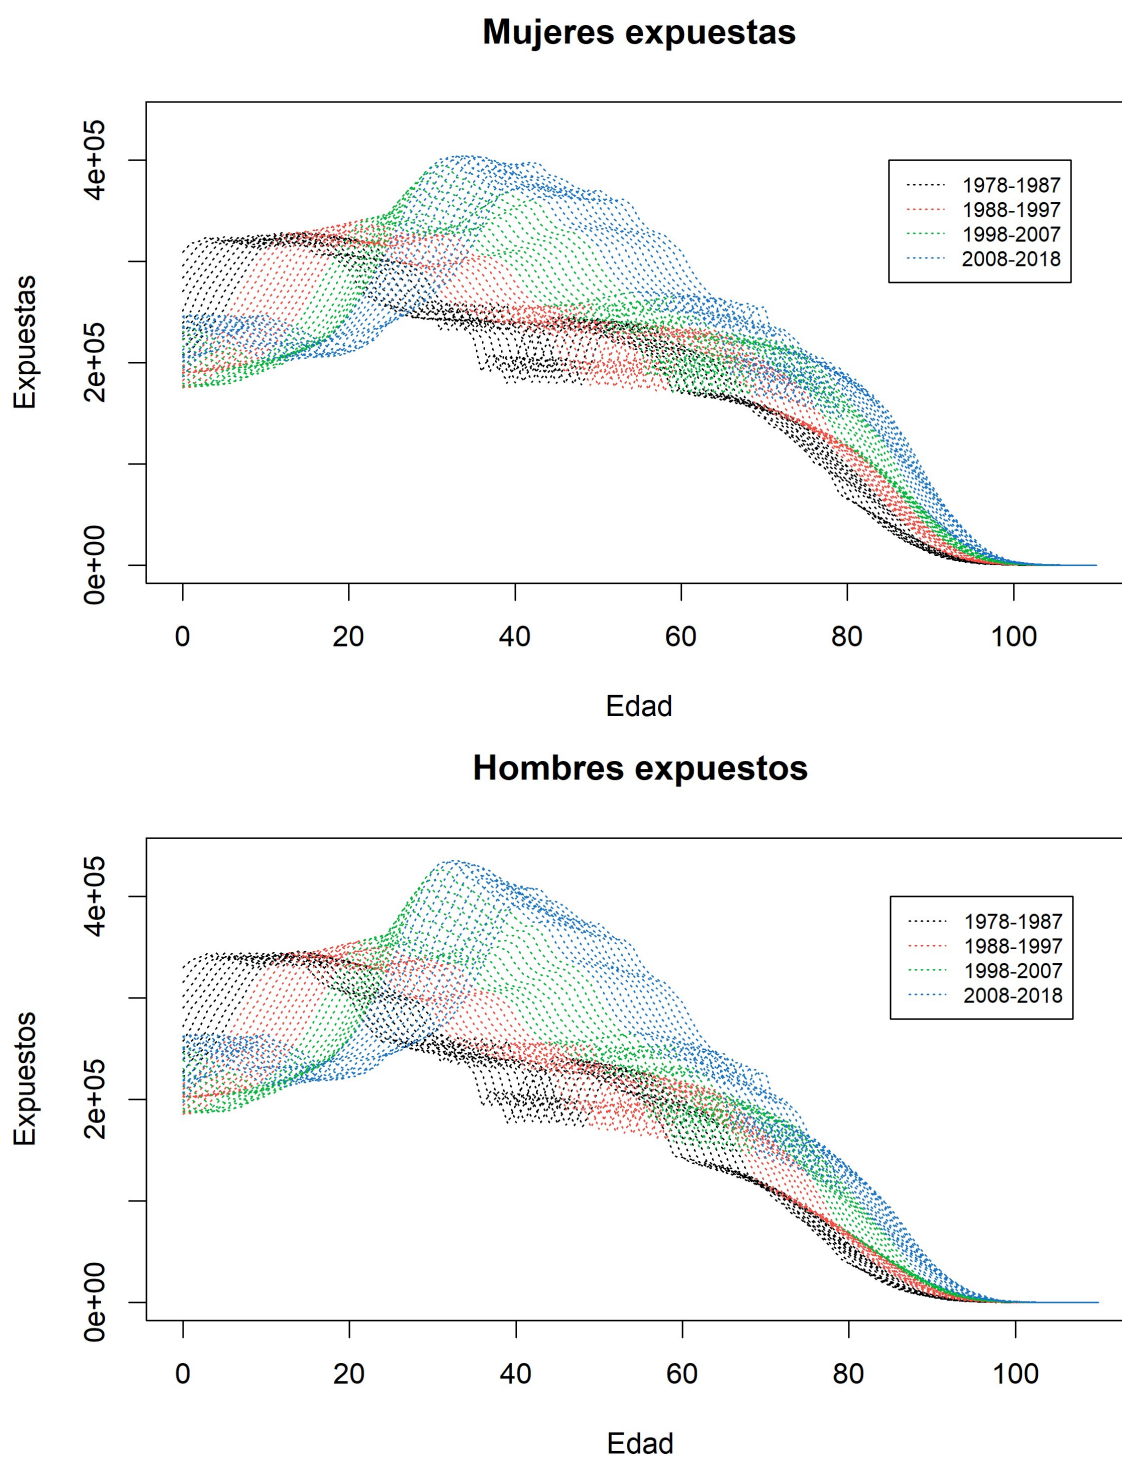 Mujeres expuestas
Expuestas
4e+05
2e+05
0e+00
1978-1987
1988-1997
1998-2007
2008-2018
0 20 40 60 80 100
Edad
Hombres expuestos
Expuestos
4e+05
2e+05
0e+00
1978-1987
1988-1997
1998-2007
2008-2018
0 20 40 60 80 100
Edad